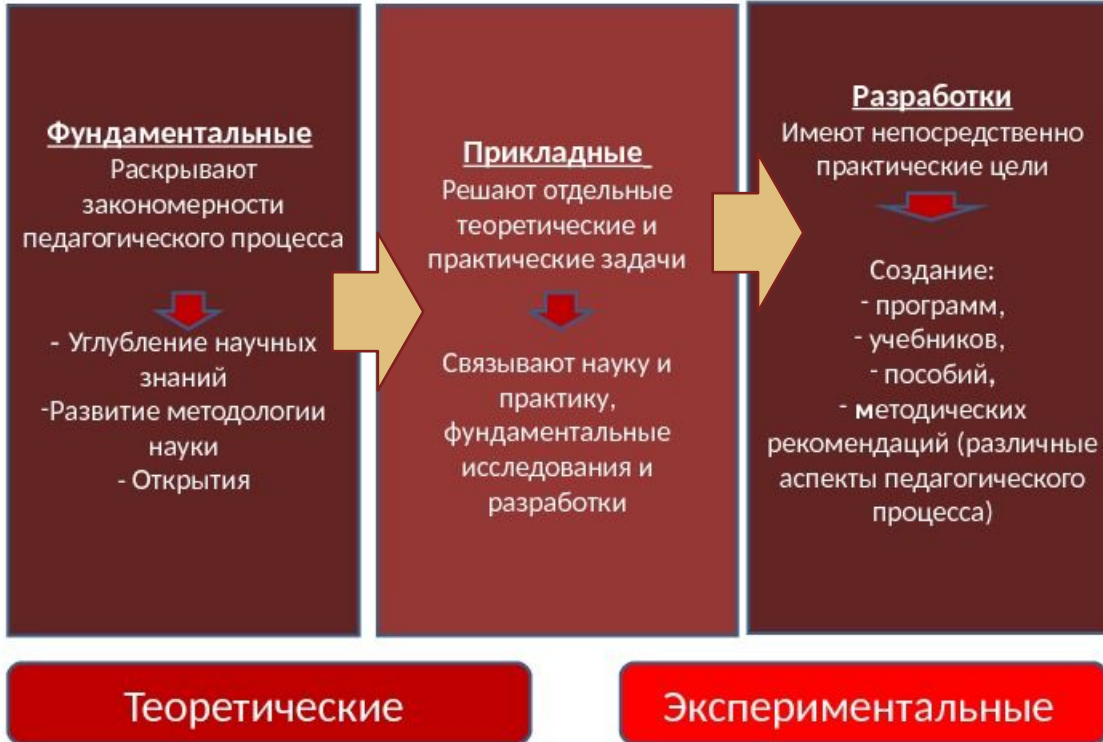 Фундаментальные
Раскрывают
закономерности
педагогического процесса
- Углубление научных
знаний
-Развитие методологии
науки
- Открытия
Прикладные
Решают отдельные
теоретические и
практические задачи
Связывают науку и
практику,
фундаментальные
исследования и
разработки
Разработки
Имеют непосредственно
практические цели
Создание:
- программ,
- учебников,
- пособий,
- методических
рекомендаций (различные
аспекты педагогического
процесса)
Теоретические
Экспериментальные